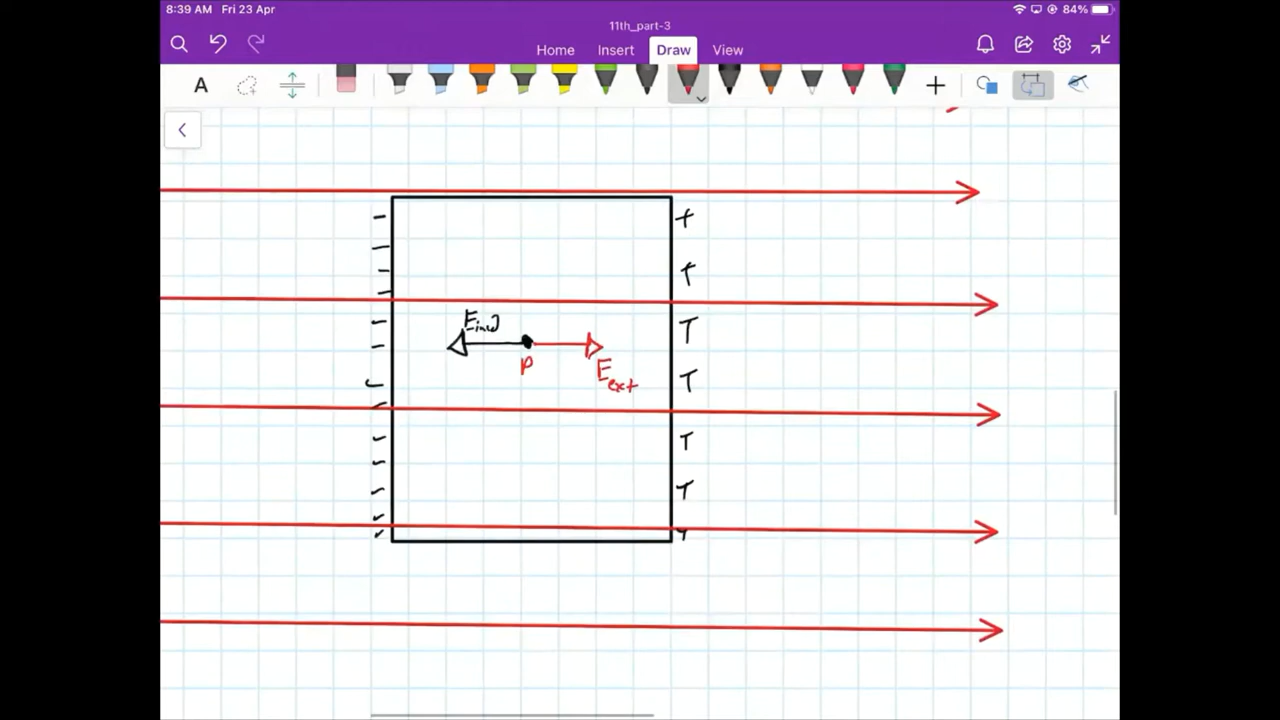 8:39 AM Fri 23 Apr 84%
11th_part-3
Home Insert Draw View
A
Eind
P
Eext